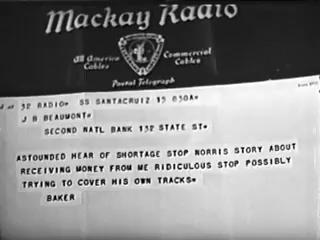 Mackay Radio
All America Cables
Commercial Cables
Postal Telegraph
32 RADIO= SS SANTACRUIZ 15 830A=
J B BEAUMONT=
SECOND NATL BANK 132 STATE ST=
ASTOUNDED HEAR OF SHORTAGE STOP NORRIS STORY ABOUT
RECEIVING MONEY FROM ME RIDICULOUS STOP POSSIBLY
TRYING TO COVER HIS OWN TRACKS=
BAKER